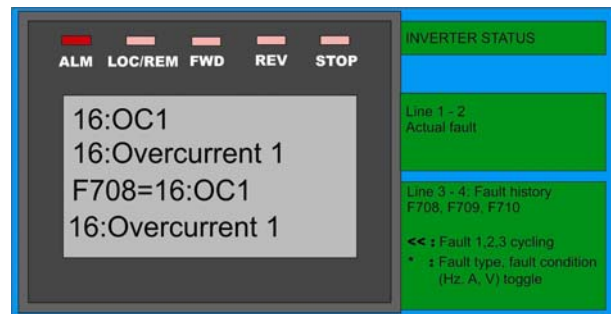 ALM LOC/REM FWD REV STOP
16:OC1
16:Overcurrent 1
F708=16:OC1
16:Overcurrent 1
INVERTER STATUS
Line 1 - 2
Actual fault
Line 3 - 4: Fault history
F708, F709, F710
<< : Fault 1,2,3 cycling
* : Fault type, fault condition
(Hz, A, V) toggle